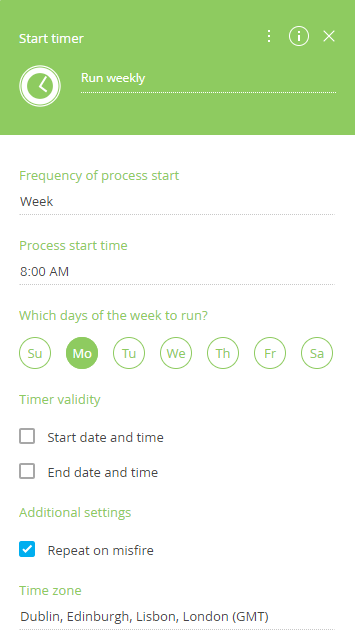 Start timer
Run weekly
Frequency of process start
Week
Process start time
8:00 AM
Which days of the week to run?
Su Mo Tu We Th Fr Sa
Timer validity
Start date and time
End date and time
Additional settings
Repeat on misfire
Time zone
Dublin, Edinburgh, Lisbon, London (GMT)